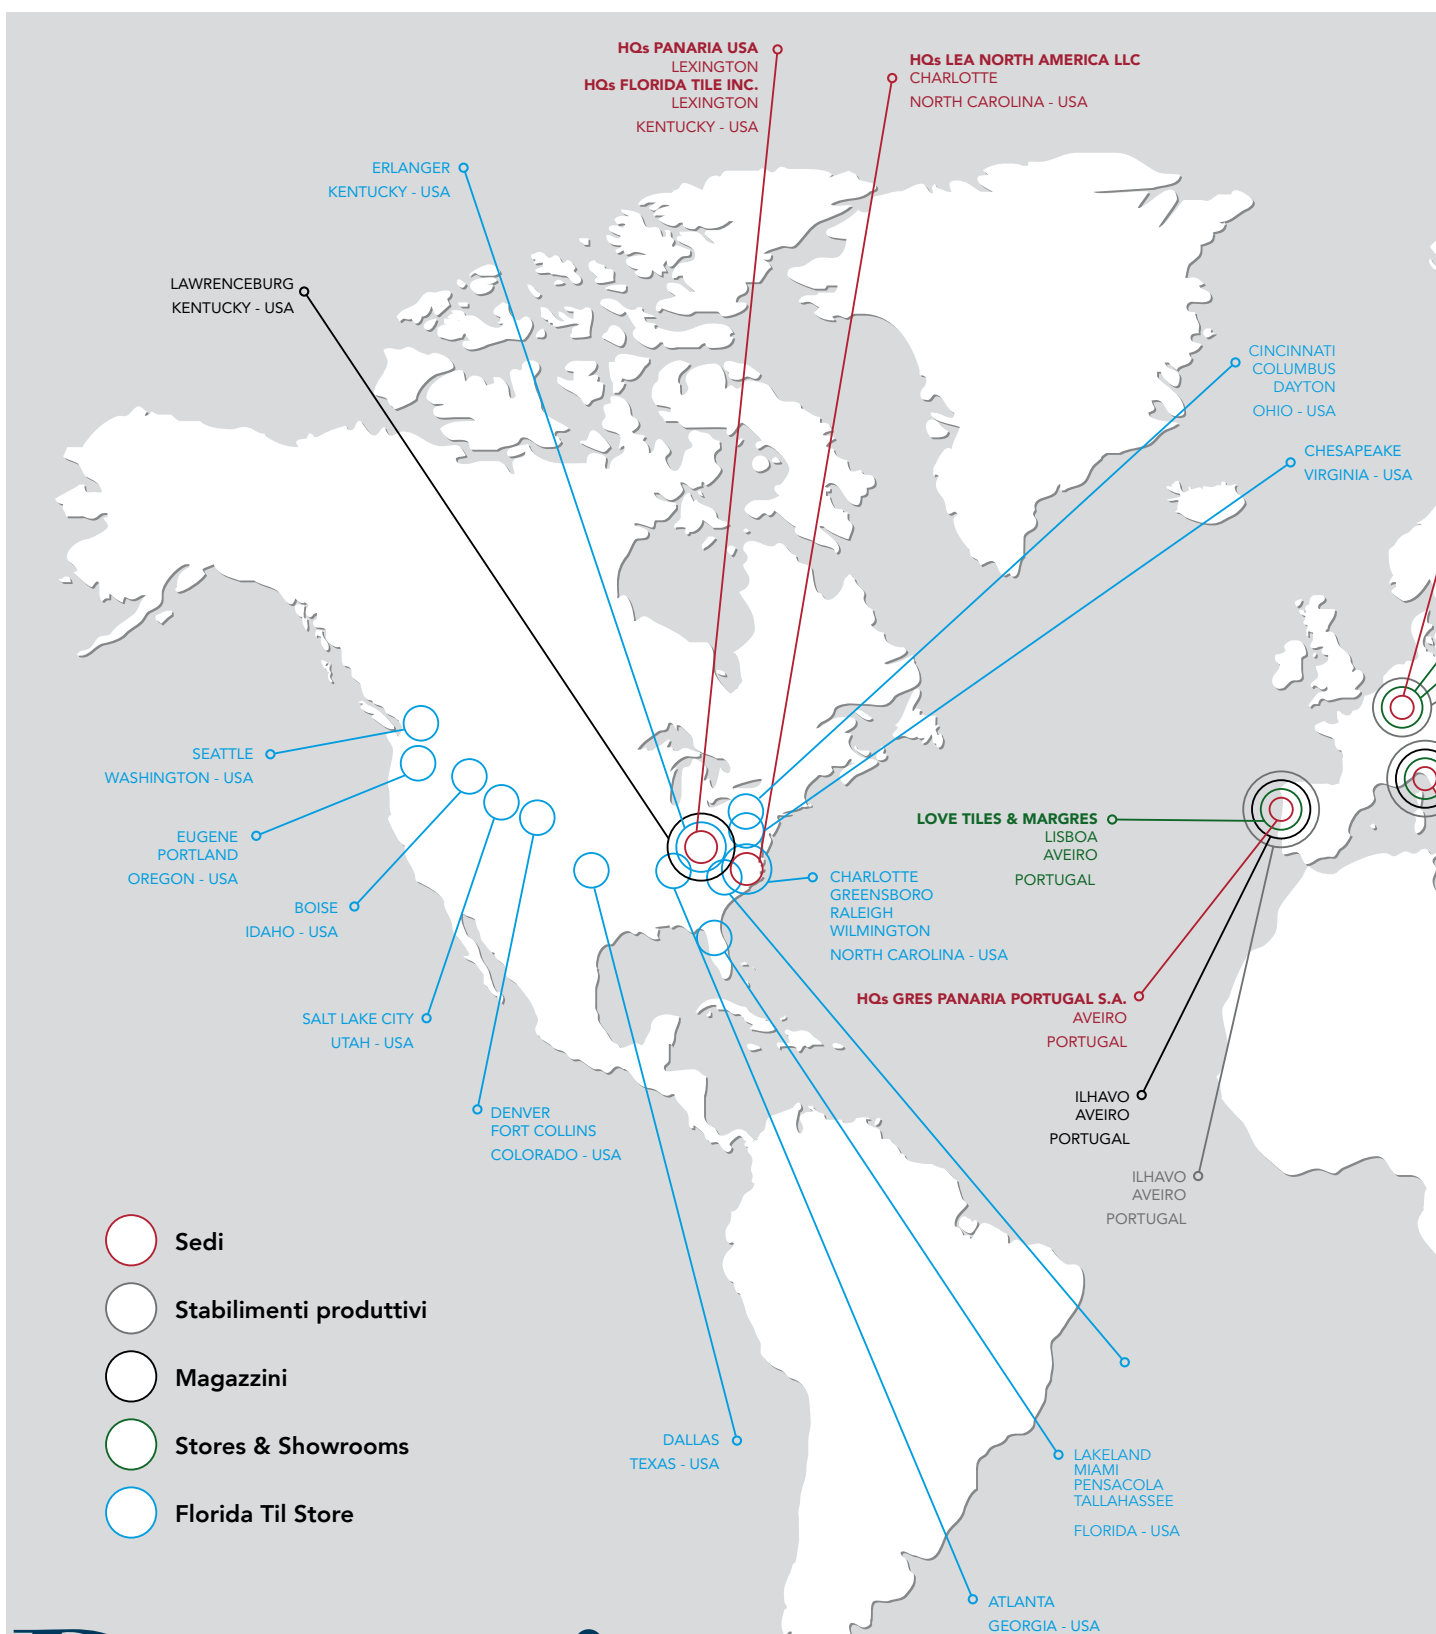 HQs PANARIA USA
LEXINGTON
HQs FLORIDA TILE INC.
LEXINGTON
KENTUCKY - USA
HQs LEA NORTH AMERICA LLC
CHARLOTTE
NORTH CAROLINA - USA
ERLANGER
KENTUCKY - USA
LAWRENCEBURG
KENTUCKY - USA
CINCINNATI
COLUMBUS
DAYTON
OHIO - USA
CHESAPEAKE
VIRGINIA - USA
SEATTLE
WASHINGTON - USA
EUGENE
PORTLAND
OREGON - USA
BOISE
IDAHO - USA
SALT LAKE CITY
UTAH - USA
DENVER
FORT COLLINS
COLORADO - USA
LOVE TILES & MARGRES
LISBOA
AVEIRO
PORTUGAL
CHARLOTTE
GREENSBORO
RALEIGH
WILMINGTON
NORTH CAROLINA - USA
HQs GRES PANARIA PORTUGAL S.A.
AVEIRO
PORTUGAL
ILHAVO
AVEIRO
PORTUGAL
ILHAVO
AVEIRO
PORTUGAL
Sedi
Stabilimenti produttivi
Magazzini
Stores & Showrooms
Florida Til Store
DALLAS
TEXAS - USA
LAKELAND
MIAMI
PENSACOLA
TALLAHASSEE
FLORIDA - USA
ATLANTA
GEORGIA - USA